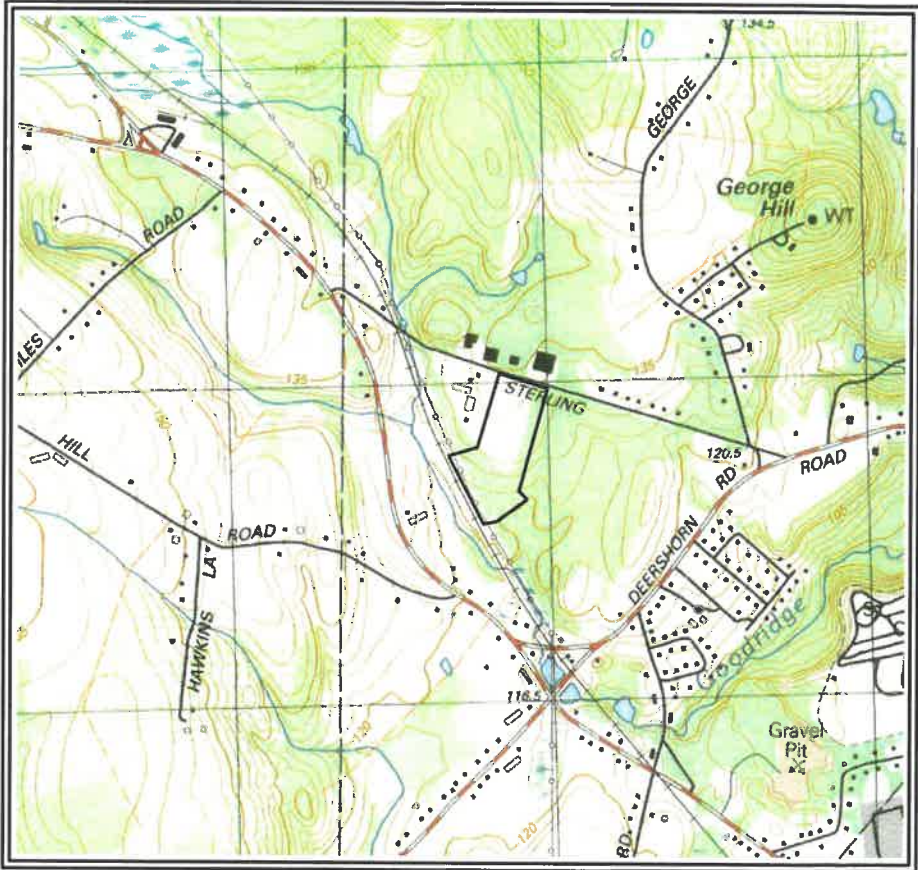 134.5
GEORGE
George
Hill
WT
ROAD
135
STERLING
135
HILL
ROAD
120.5
RD
ROAD
DEERSHORN
LA
HAWKINS
Goodridge
116.5
Gravel
Pit
120
120
RD